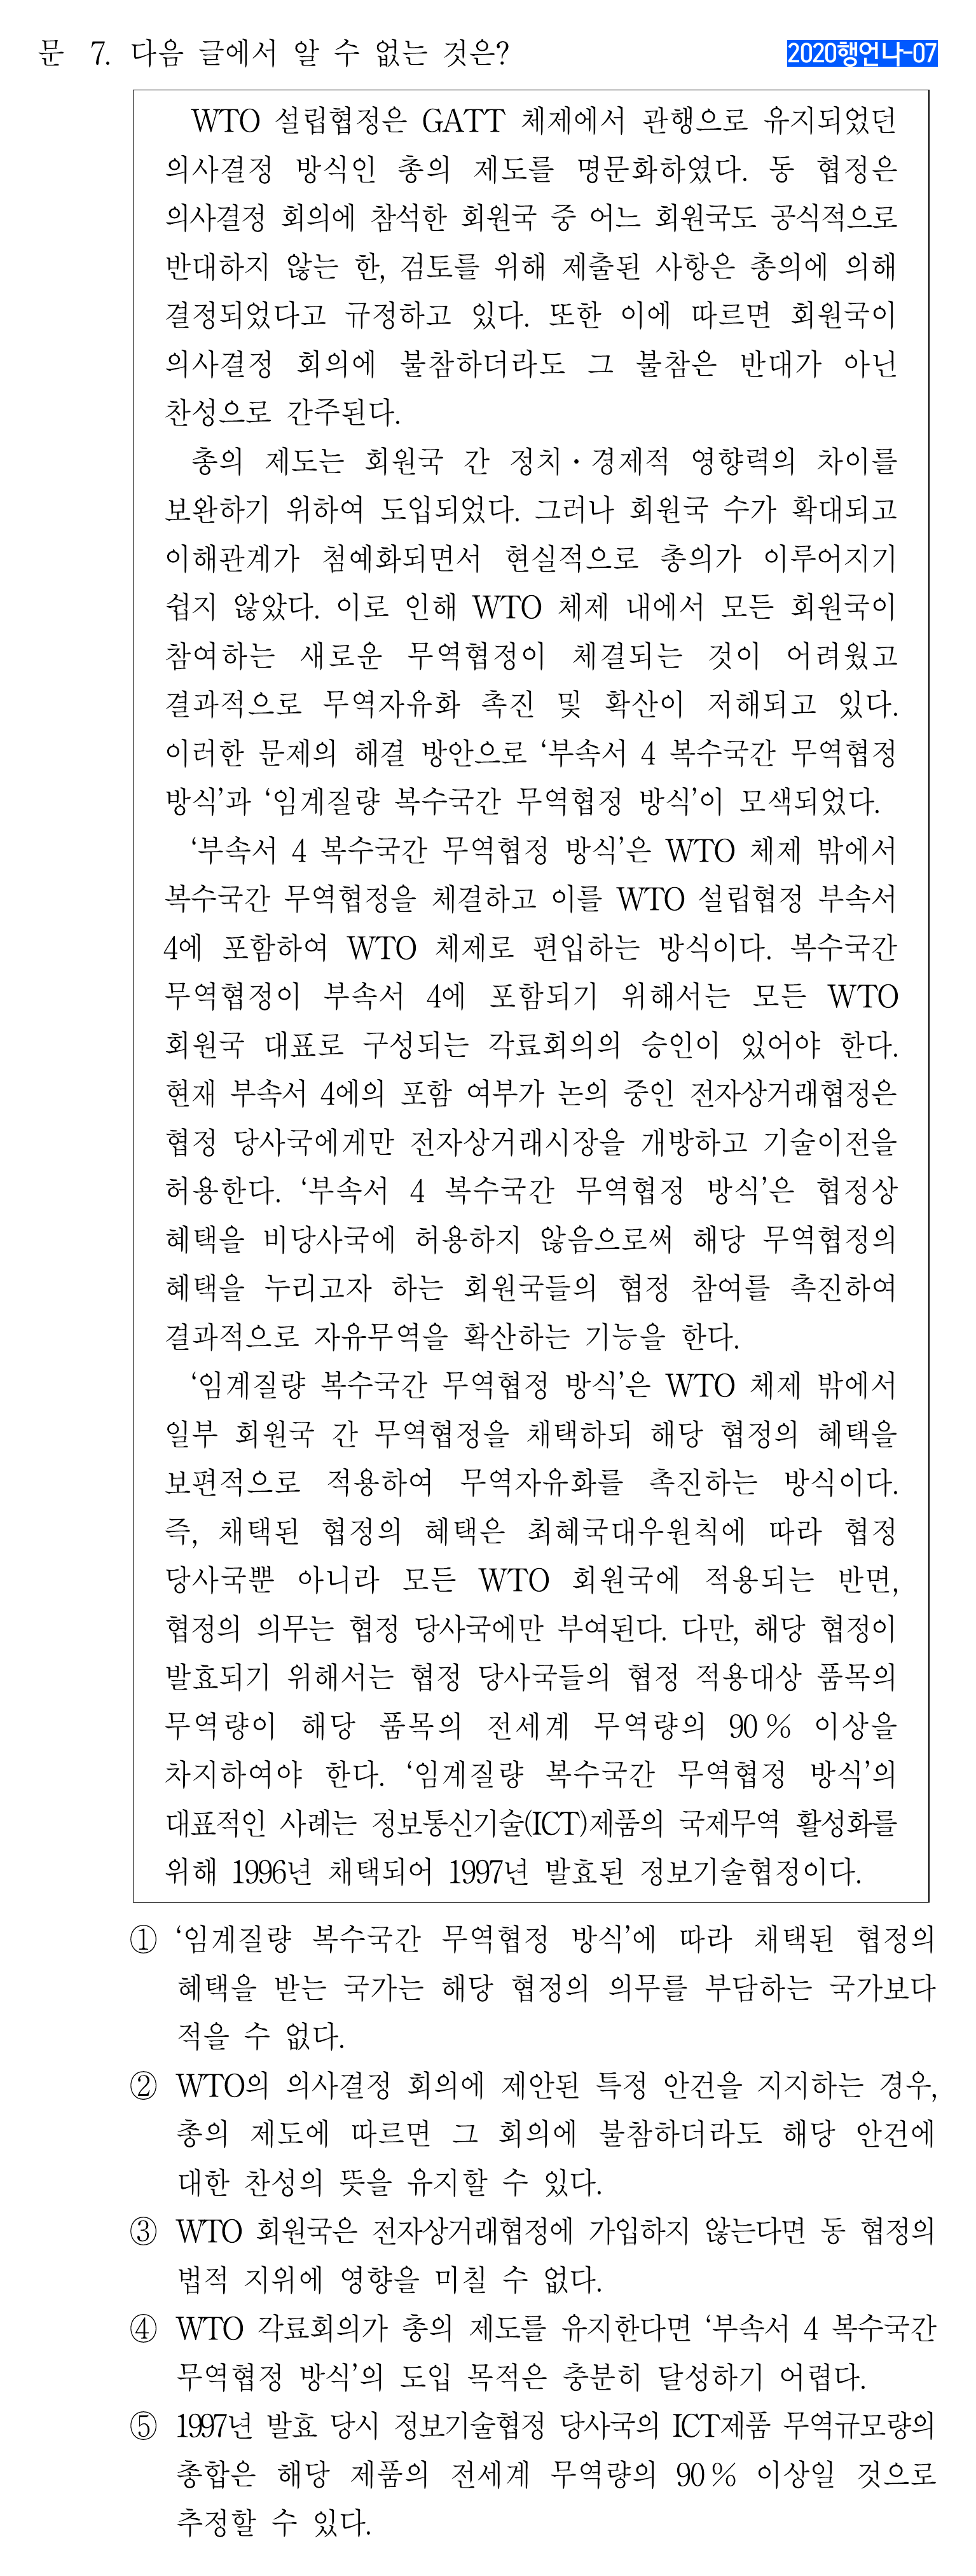 문 7. 다음 글에서 알 수 없는 것은?
2020행언나-07
WTO 설립협정은 GATT 체제에서 관행으로 유지되었던
의사결정 방식인 총의 제도를 명문화하였다. 동 협정은
의사결정 회의에 참석한 회원국 중 어느 회원국도 공식적으로
반대하지 않는 한, 검토를 위해 제출된 사항은 총의에 의해
결정되었다고 규정하고 있다. 또한 이에 따르면 회원국이
의사결정 회의에 불참하더라도 그 불참은 반대가 아닌
찬성으로 간주된다.
총의 제도는 회원국 간 정치·경제적 영향력의 차이를
보완하기 위하여 도입되었다. 그러나 회원국 수가 확대되고
이해관계가 첨예화되면서 현실적으로 총의가 이루어지기
쉽지 않았다. 이로 인해 WTO 체제 내에서 모든 회원국이
참여하는 새로운 무역협정이 체결되는 것이 어려웠고
결과적으로 무역자유화 촉진 및 확산이 저해되고 있다.
이러한 문제의 해결 방안으로 ‘부속서 4 복수국간 무역협정
방식’과 ‘임계질량 복수국간 무역협정 방식’이 모색되었다.
‘부속서 4 복수국간 무역협정 방식’은 WTO 체제 밖에서
복수국간 무역협정을 체결하고 이를 WTO 설립협정 부속서
4에 포함하여 WTO 체제로 편입하는 방식이다. 복수국간
무역협정이 부속서 4에 포함되기 위해서는 모든 WTO
회원국 대표로 구성되는 각료회의의 승인이 있어야 한다.
현재 부속서 4에의 포함 여부가 논의 중인 전자상거래협정은
협정 당사국에게만 전자상거래시장을 개방하고 기술이전을
허용한다. ‘부속서 4 복수국간 무역협정 방식’은 협정상
혜택을 비당사국에 허용하지 않음으로써 해당 무역협정의
혜택을 누리고자 하는 회원국들의 협정 참여를 촉진하여
결과적으로 자유무역을 확산하는 기능을 한다.
‘임계질량 복수국간 무역협정 방식’은 WTO 체제 밖에서
일부 회원국 간 무역협정을 채택하되 해당 협정의 혜택을
보편적으로 적용하여 무역자유화를 촉진하는 방식이다.
즉, 채택된 협정의 혜택은 최혜국대우원칙에 따라 협정
당사국뿐 아니라 모든 WTO 회원국에 적용되는 반면,
협정의 의무는 협정 당사국에만 부여된다. 다만, 해당 협정이
발효되기 위해서는 협정 당사국들의 협정 적용대상 품목의
무역량이 해당 품목의 전세계 무역량의 90 % 이상을
차지하여야 한다. ‘임계질량 복수국간 무역협정 방식’의
대표적인 사례는 정보통신기술(ICT)제품의 국제무역 활성화를
위해 1996년 채택되어 1997년 발효된 정보기술협정이다.
① ‘임계질량 복수국간 무역협정 방식’에 따라 채택된 협정의
혜택을 받는 국가는 해당 협정의 의무를 부담하는 국가보다
적을 수 없다.
② WTO의 의사결정 회의에 제안된 특정 안건을 지지하는 경우,
총의 제도에 따르면 그 회의에 불참하더라도 해당 안건에
대한 찬성의 뜻을 유지할 수 있다.
③ WTO 회원국은 전자상거래협정에 가입하지 않는다면 동 협정의
법적 지위에 영향을 미칠 수 없다.
④ WTO 각료회의가 총의 제도를 유지한다면 ‘부속서 4 복수국간
무역협정 방식’의 도입 목적은 충분히 달성하기 어렵다.
⑤ 1997년 발효 당시 정보기술협정 당사국의 ICT제품 무역규모량의
총합은 해당 제품의 전세계 무역량의 90 % 이상일 것으로
추정할 수 있다.